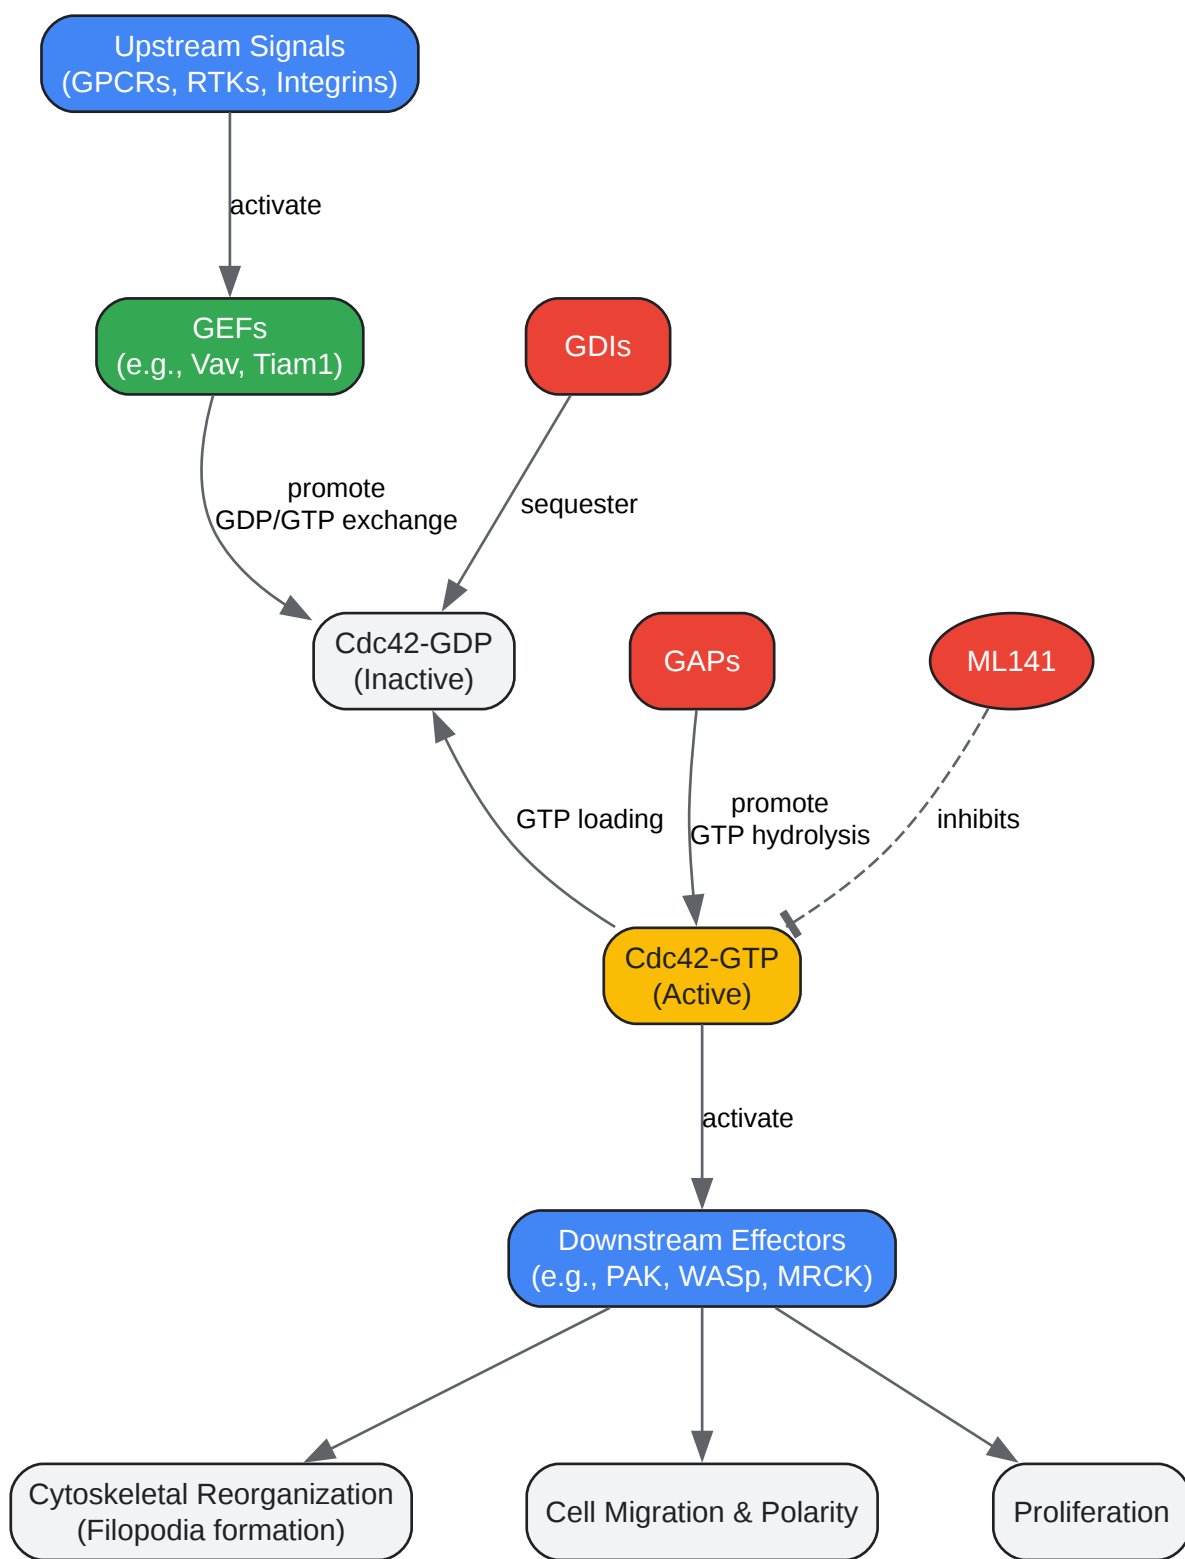 Upstream Signals
(GPCRs, RTKs, Integrins)
activate
GEFs
(e.g., Vav, Tiam1)
GDIs
promote
GDP/GTP exchange
sequester
Cdc42-GDP
(Inactive)
GAPs
ML141
GTP loading
promote
GTP hydrolysis
inhibits
Cdc42-GTP
(Active)
activate
Downstream Effectors
(e.g., PAK, WASp, MRCK)
Cytoskeletal Reorganization
(Filopodia formation)
Cell Migration & Polarity
Proliferation